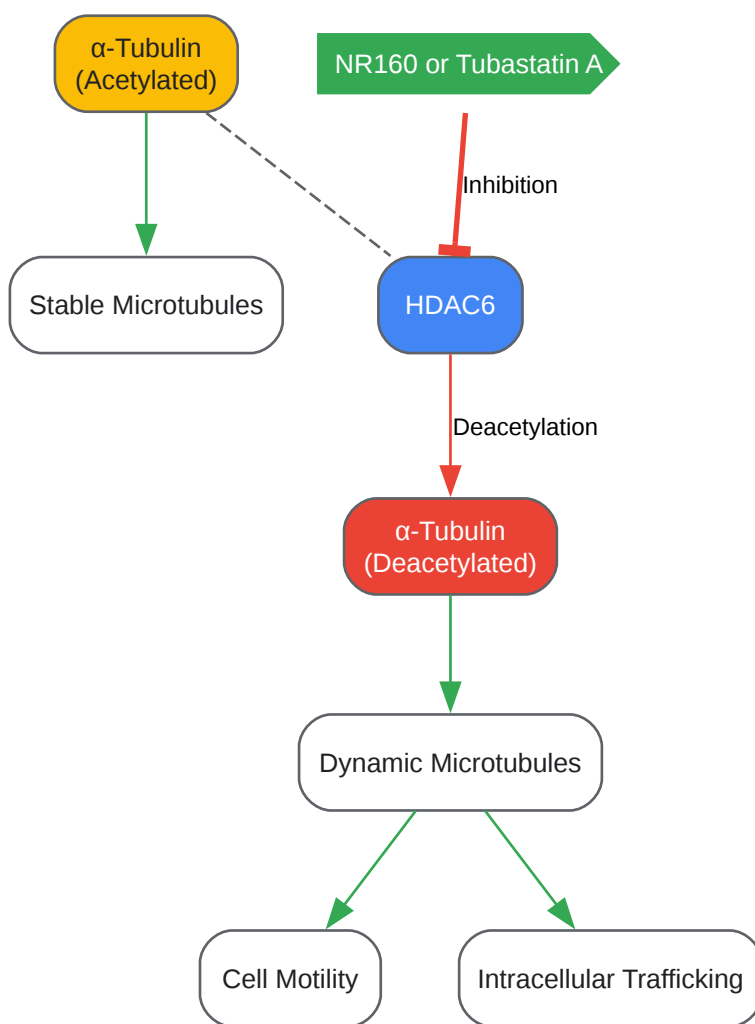 α-Tubulin
(Acetylated)
NR160 or Tubastatin A
Inhibition
Stable Microtubules
HDAC6
Deacetylation
α-Tubulin
(Deacetylated)
Dynamic Microtubules
Cell Motility
Intracellular Trafficking